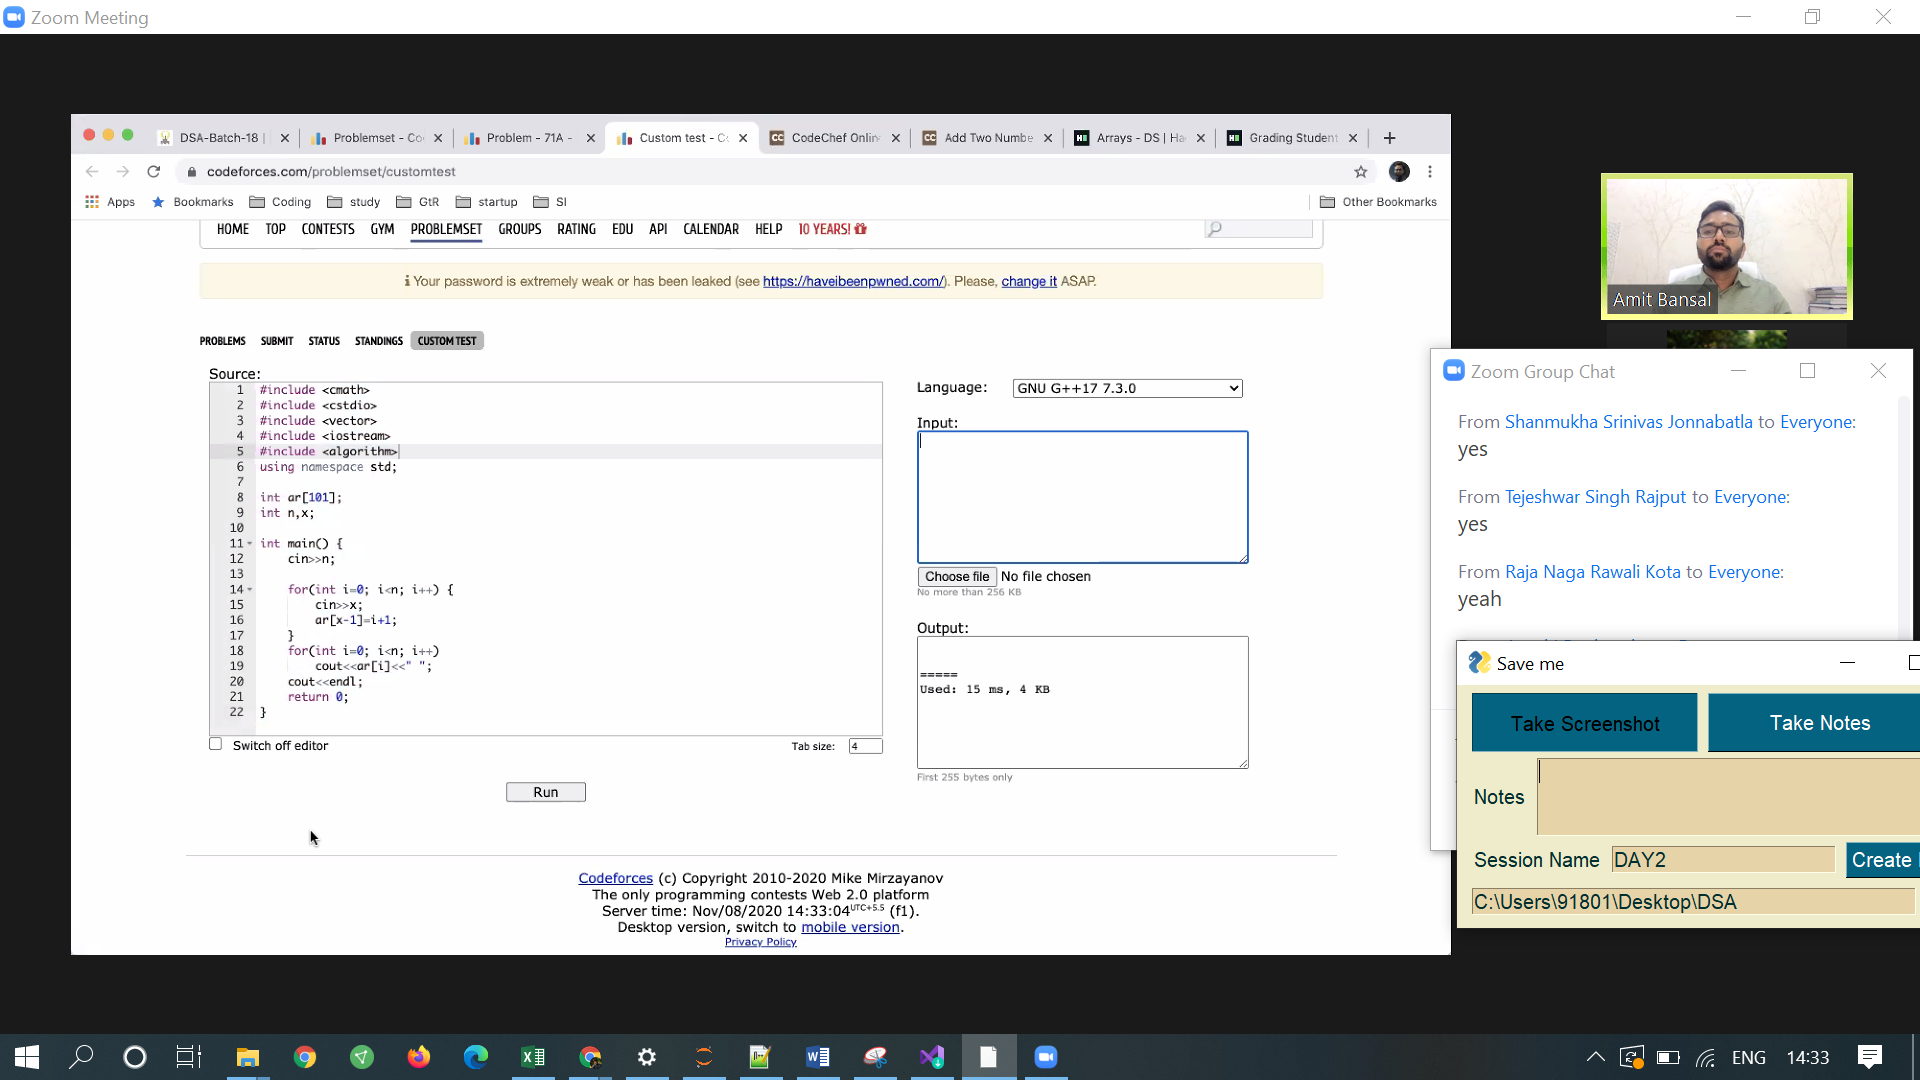 Zoom Meeting
DSA-Batch-18 |
Problemset - Co
Problem - 71A -
Custom test - Co
CodeChef Onlin
Add Two Numbe
Arrays - DS | Ha
Grading Student
codeforces.com/problemset/customtest
Apps
Bookmarks
Coding
study
GtR
startup
SI
Other Bookmarks
HOME TOP CONTESTS GYM PROBLEMSET GROUPS RATING EDU API CALENDAR HELP 10 YEARS!
Your password is extremely weak or has been leaked (see https://haveibeenpwned.com/). Please, change it ASAP.
PROBLEMS SUBMIT STATUS STANDINGS CUSTOM TEST
Source:
1 #include <cmath>
2 #include <cstdio>
3 #include <vector>
4 #include <iostream>
5 #include <algorithm>
6 using namespace std;
7
8 int ar[101];
9 int n,x;
10
11 int main() {
12 cin>>n;
13
14 for(int i=0; i<n; i++) {
15 cin>>x;
16 ar[x-1]=i+1;
17 }
18 for(int i=0; i<n; i++)
19 cout<<ar[i]<<" ";
20 cout<<endl;
21 return 0;
22 }
Switch off editor
Tab size: 4
Run
Language: GNU G++17 7.3.0
Input:
Choose file No file chosen
No more than 256 KB
Output:
=====
Used: 15 ms, 4 KB
First 255 bytes only
Codeforces (c) Copyright 2010-2020 Mike Mirzayanov
The only programming contests Web 2.0 platform
Server time: Nov/08/2020 14:33:04UTC+5.5 (f1).
Desktop version, switch to mobile version.
Privacy Policy
Amit Bansal
Zoom Group Chat
From Shanmukha Srinivas Jonnabatla to Everyone:
yes
From Tejeshwar Singh Rajput to Everyone:
yes
From Raja Naga Rawali Kota to Everyone:
yeah
Save me
Take Screenshot
Take Notes
Notes
Session Name DAY2
Create
C:\Users\91801\Desktop\DSA
ENG
14:33